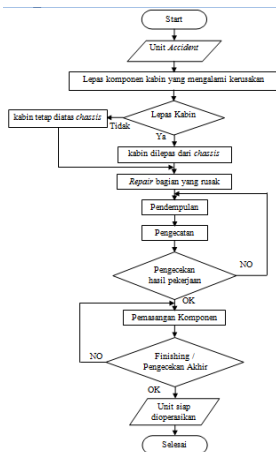 Start
Unit Accident
Lepas komponen kabin yang mengalami kerusakan
Lepas Kabin
kabin tetap diatas chassis
Tidak
Ya
kabin dilepas dari chassis
Repair bagian yang rusak
Pendempulan
Pengecatan
Pengecekan
hasil pekerjaan
NO
OK
Pemasangan Komponen
Finishing /
Pengecekan Akhir
NO
OK
Unit siap
dioperasikan
Selesai